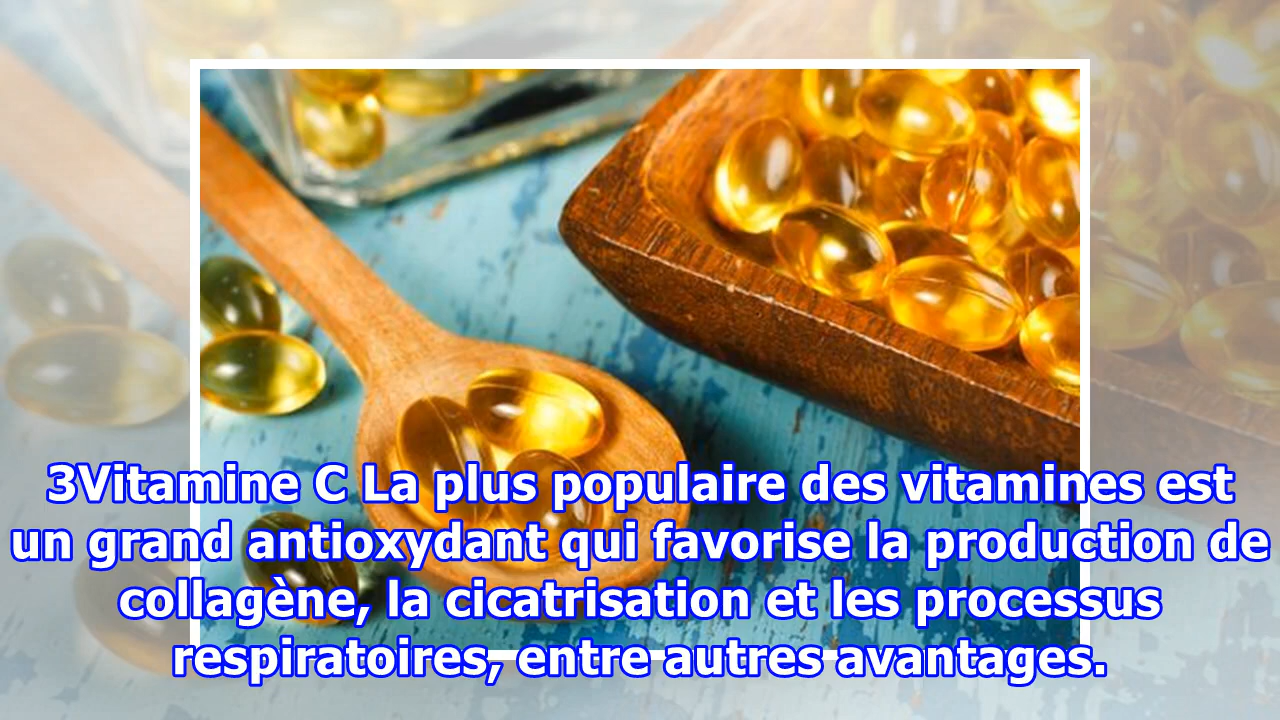 3Vitamine C La plus populaire des vitamines est
un grand antioxydant qui favorise la production de
collagène, la cicatrisation et les processus
respiratoires, entre autres avantages.